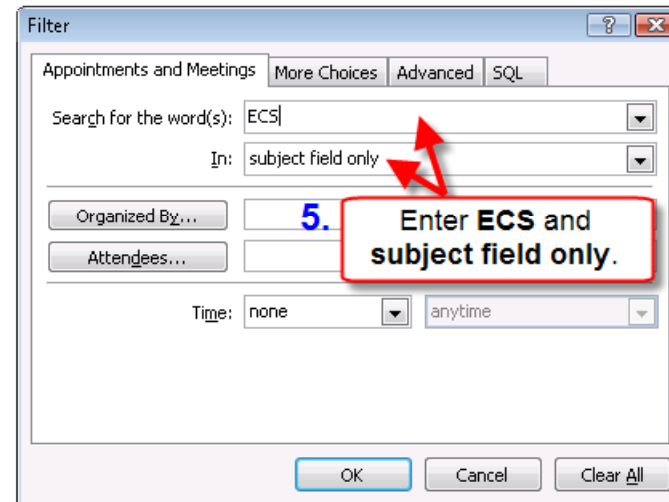 Filter
Appointments and Meetings More Choices Advanced SQL
Search for the word(s): ECS
In: subject field only
Organized By... 5.
Enter ECS and
subject field only.
Attendees...
Time: none anytime
OK Cancel Clear All